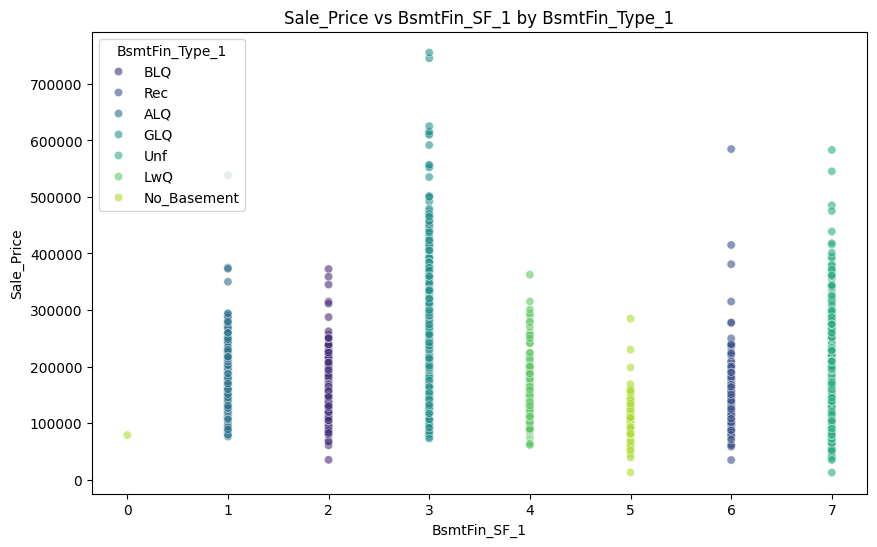 Sale_Price vs BsmtFin_SF_1 by BsmtFin_Type_1
BsmtFin_Type_1
BLQ
Rec
ALQ
GLQ
Unf
LwQ
No_Basement
Sale_Price
700000
600000
500000
400000
300000
200000
100000
0
0 1 2 3 4 5 6 7
BsmtFin_SF_1